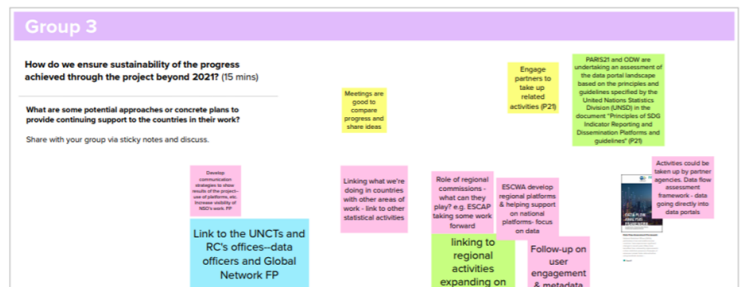 Group 3
How do we ensure sustainability of the progress
achieved through the project beyond 2021? (15 mins)
What are some potential approaches or concrete plans to
provide continuing support to the countries in their work?
Share with your group via sticky notes and discuss.
Meetings are
good to
compare
progress and
share ideas
Engage
partners to
take up
related
activities (P21)
PARIS21 and ODW are
undertaking an assessment of
the data portal landscape
based on the principles and
guidelines specified by the
United Nations Statistics
Division (UNSD) in the
document "Principles of SDG
Indicator Reporting and
Dissemination Platforms and
guidelines" (P21)
Develop
communication
strategies to show
results of the project--
use of platforms, etc.
Increase visibility of
NSO's work. FP
Linking what we're
doing in countries
with other areas of
work - link to other
statistical activities
Role of regional
commissions -
what can they
play? e.g. ESCAP
taking some work
forward
ESCWA develop
regional platforms
& helping support
on national
platforms- focus
on data
Activities could be
taken up by partner
agencies. Data flow
assessment
framework - data
going directly into
data portals
Link to the UNCTs and
RC's offices--data
officers and Global
Network FP
linking to
regional
activities
expanding on
Follow-up on
user
engagement
& metadata